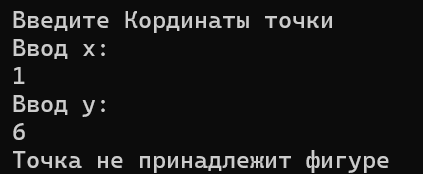 Введите Кординаты точки
Ввод x:
1
Ввод y:
6
Точка не принадлежит фигуре